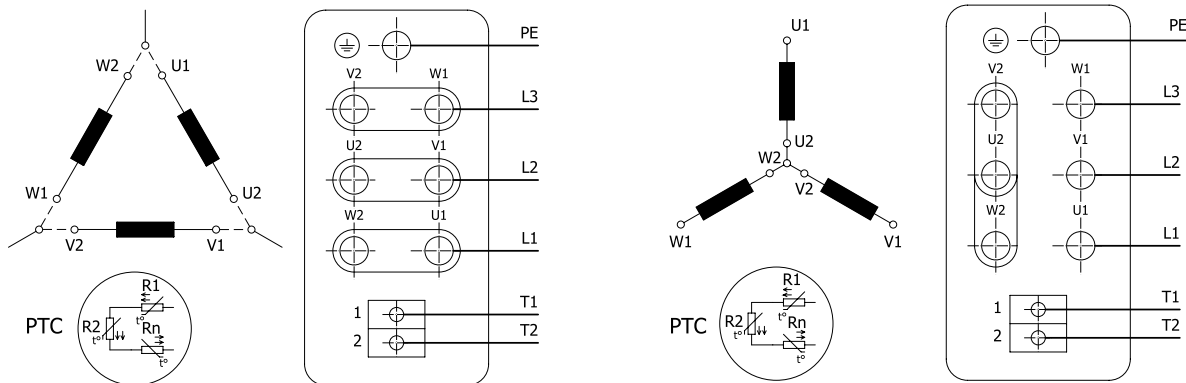 W2 U1
W1 U2
V2 V1
PTC
R1
R2 Rn
t° t° t°
PE
V2 W1 L3
U2 V1 L2
W2 U1 L1
1 T1
2 T2
U1
U2
W2 V2
W1 V1
PTC
R1
R2 Rn
t° t° t°
PE
V2 W1 L3
U2 V1 L2
W2 U1 L1
1 T1
2 T2